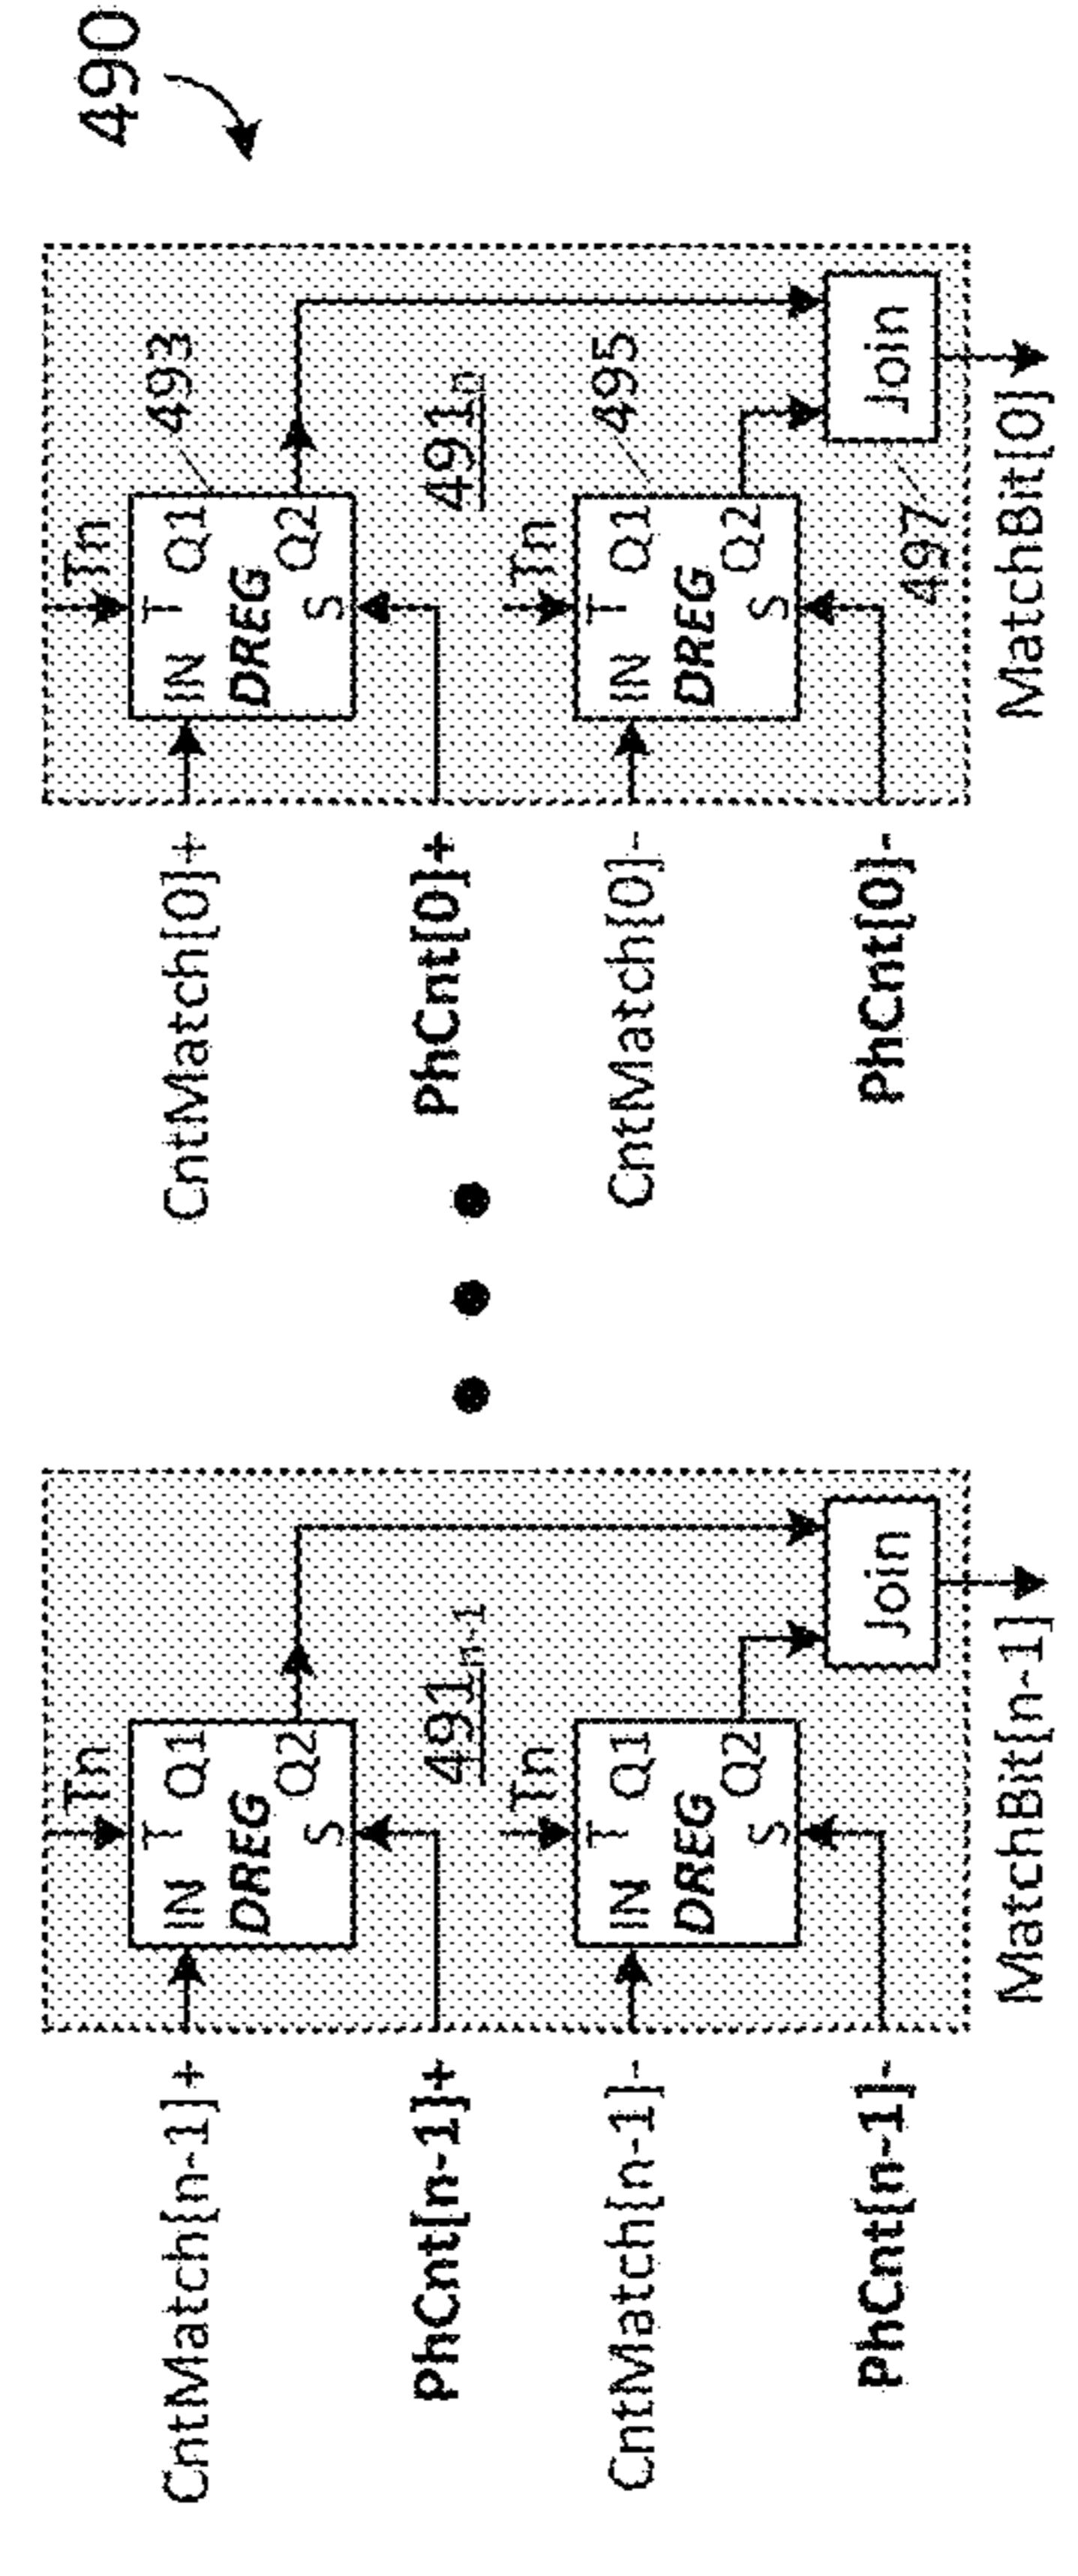 490
CntMatch[n-1]+
PhCnt[n-1]+
CntMatch[n-1]-
PhCnt[n-1]-
Tn
IN T Q1
DREG
S Q2
491n-1
Tn
IN T Q1
DREG
S Q2
Join
MatchBit[n-1]
CntMatch[0]+
PhCnt[0]+
CntMatch[0]-
PhCnt[0]-
Tn
493
IN T Q1
DREG
S Q2
491n
Tn
495
IN T Q1
DREG
S Q2
497
Join
MatchBit[0]